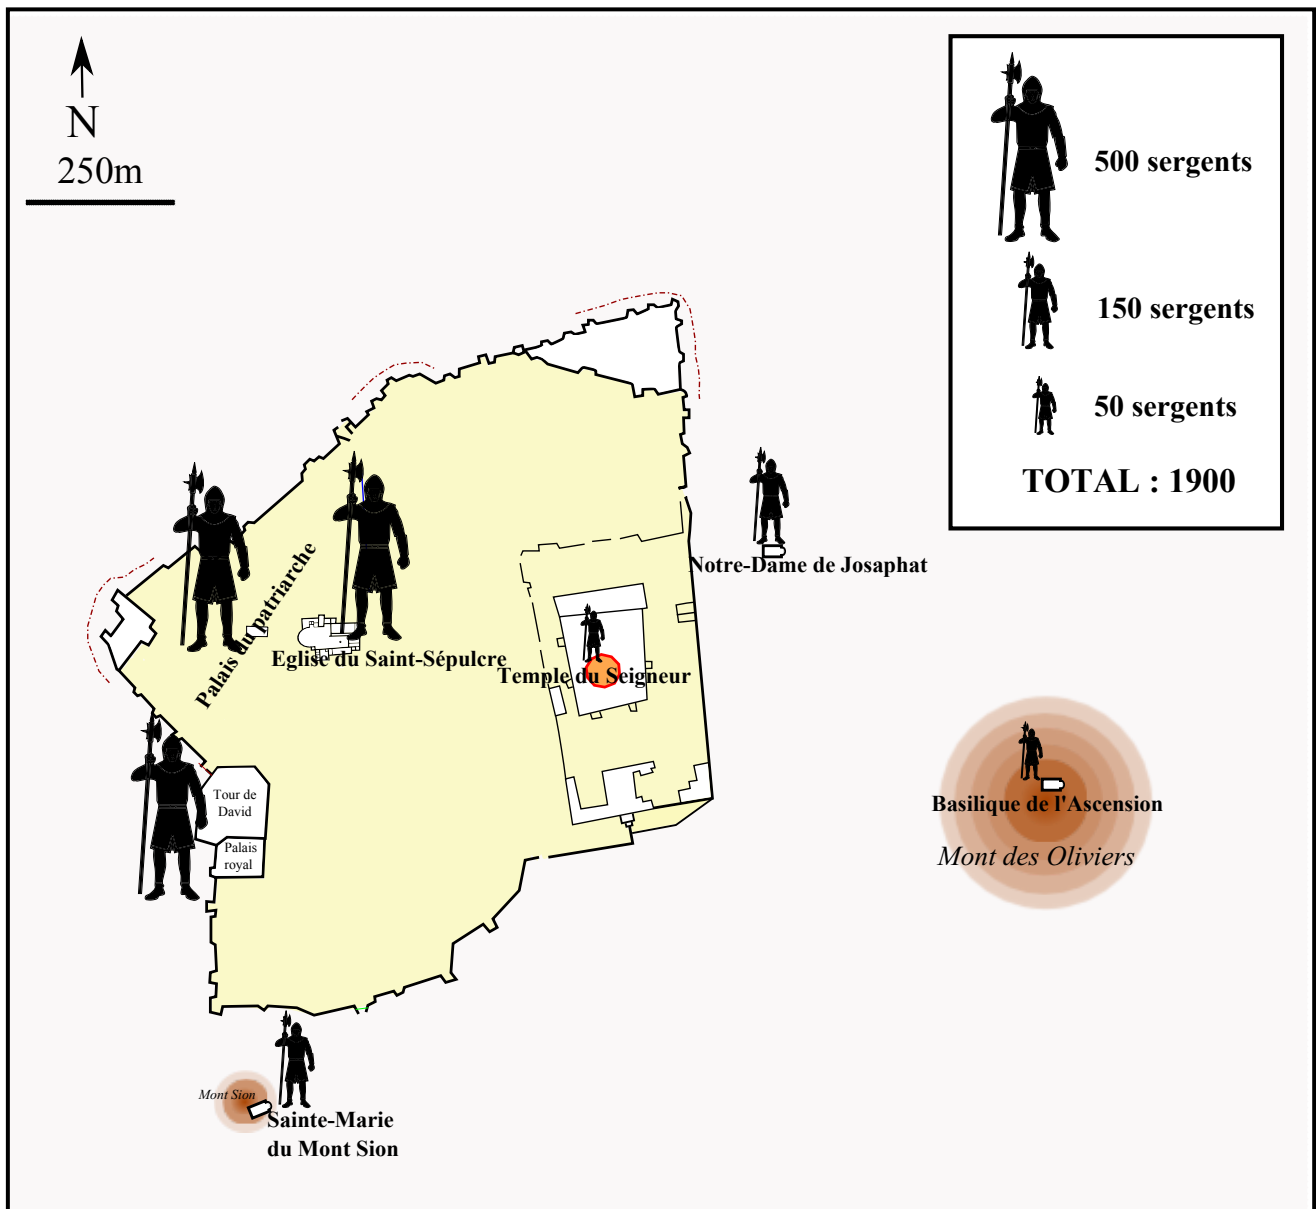 N
250m
500 sergents
150 sergents
50 sergents
TOTAL : 1900
Notre-Dame de Josaphat
Palais du patriarche
Eglise du Saint-Sépulcre
Temple du Seigneur
Tour de
David
Palais
royal
Basilique de l'Ascension
Mont des Oliviers
Mont Sion
Sainte-Marie
du Mont Sion